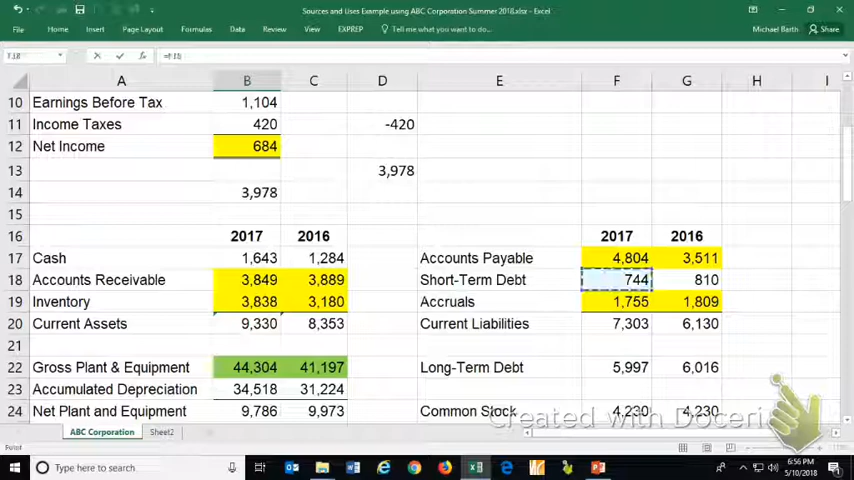 Sources and Uses Example using ABC Corporation Summer 2018.xlsx - Excel
Michael Barth
File Home Insert Page Layout Formulas Data Review View EXPREP Tell me what you want to do... Share
fx
A B C D E F G H I
10 Earnings Before Tax 1,104
11 Income Taxes 420 -420
12 Net Income 684
13 3,978
14 3,978
15
16 2017 2016 2017 2016
17 Cash 1,643 1,284 Accounts Payable 4,804 3,511
18 Accounts Receivable 3,849 3,889 Short-Term Debt 744 810
19 Inventory 3,838 3,180 Accruals 1,755 1,809
20 Current Assets 9,330 8,353 Current Liabilities 7,303 6,130
21
22 Gross Plant & Equipment 44,304 41,197 Long-Term Debt 5,997 6,016
23 Accumulated Depreciation 34,518 31,224
24 Net Plant and Equipment 9,786 9,973 Common Stock 4,230 4,230
Created with Doceri
ABC Corporation Sheet2
Point
Type here to search
6:56 PM
5/10/2018